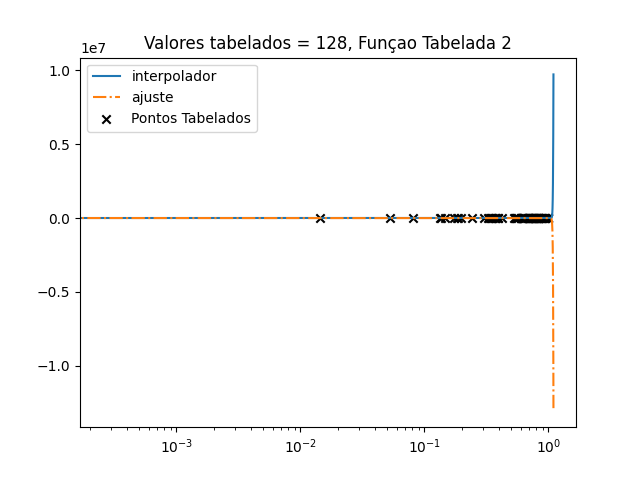 Valores tabelados = 128, Funçao Tabelada 2
1e7
interpolador
ajuste
Pontos Tabelados
1.0
0.5
0.0
−0.5
−1.0
10⁻³ 10⁻² 10⁻¹ 10⁰